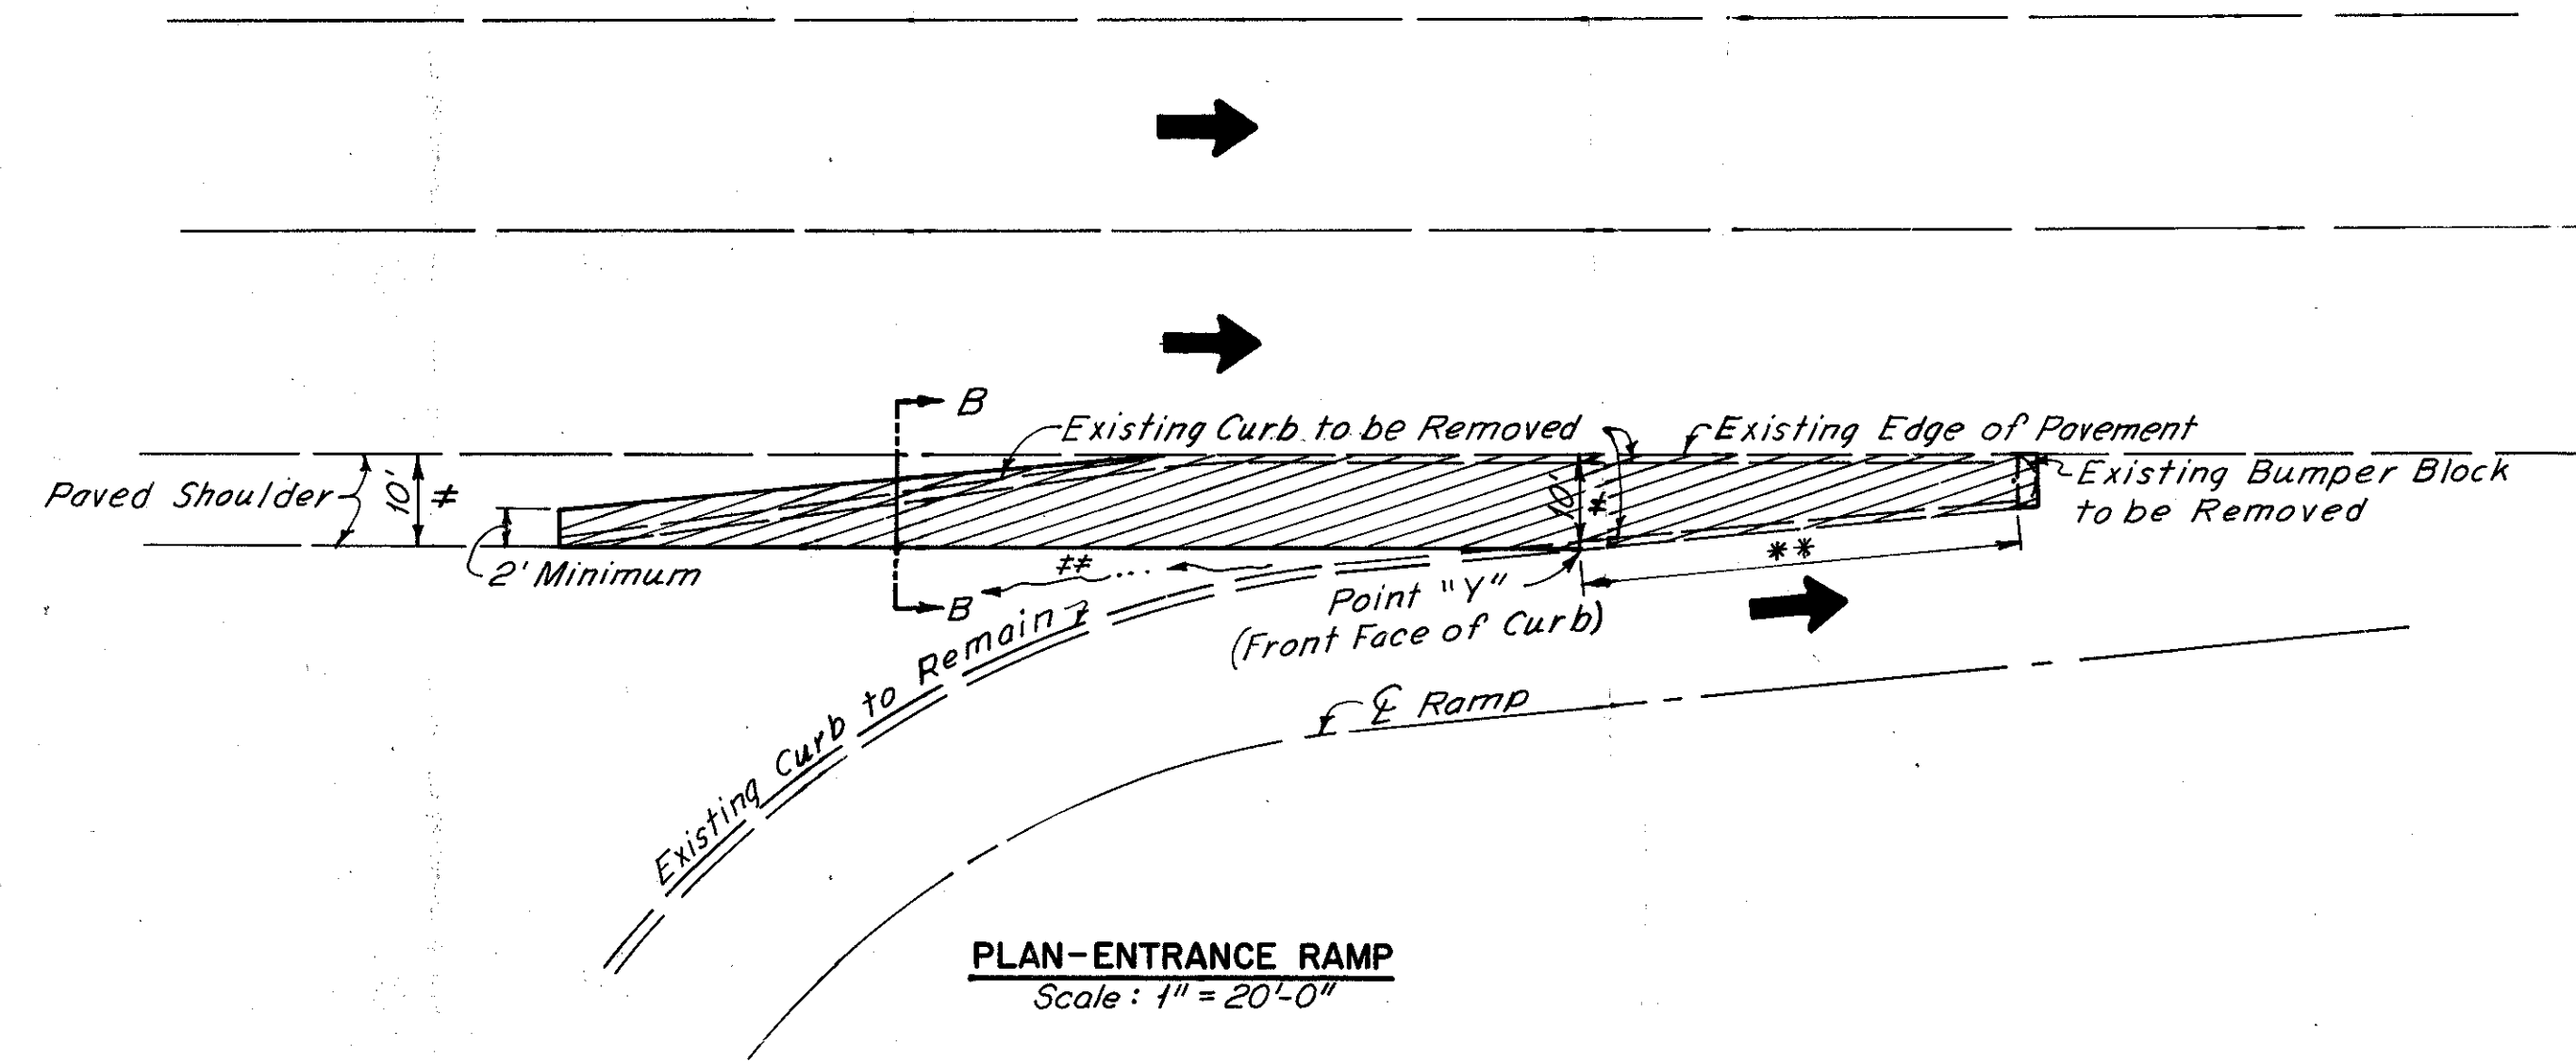 B
Existing Curb to be Removed
Existing Edge of Pavement
Paved Shoulder
10' ‡
10' ‡
Existing Bumper Block
to be Removed
2' Minimum
‡‡
**
B
Point "Y"
(Front Face of Curb)
Existing Curb to Remain
℄ Ramp
PLAN-ENTRANCE RAMP
Scale: 1" = 20'-0"